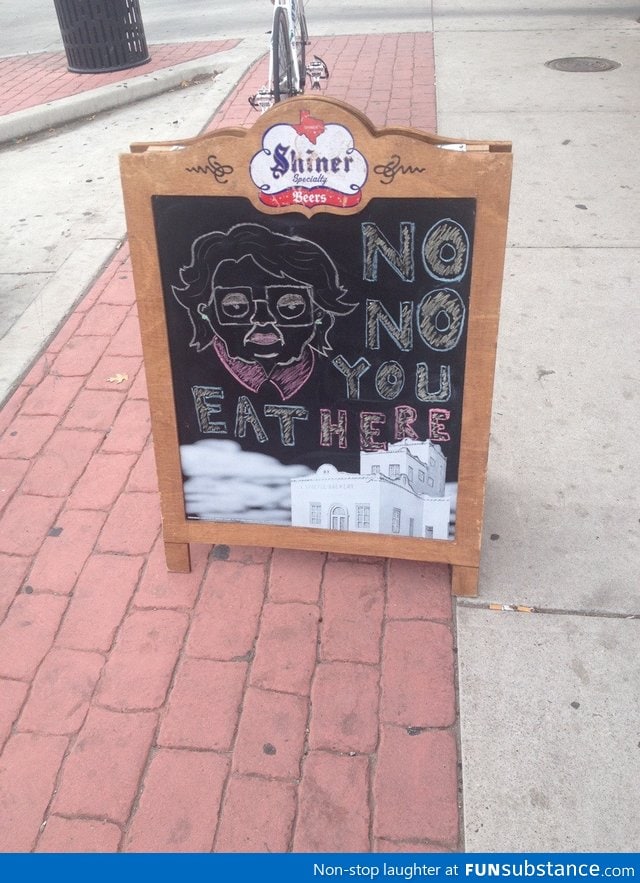 Shiner
Specialty
Beers
NO
NO
YOU
EAT HERE
Non-stop laughter at FUNsubstance.com